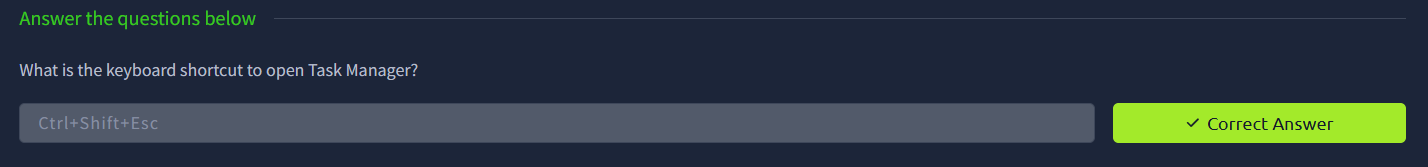 Answer the questions below
What is the keyboard shortcut to open Task Manager?
Ctrl+Shift+Esc
Correct Answer